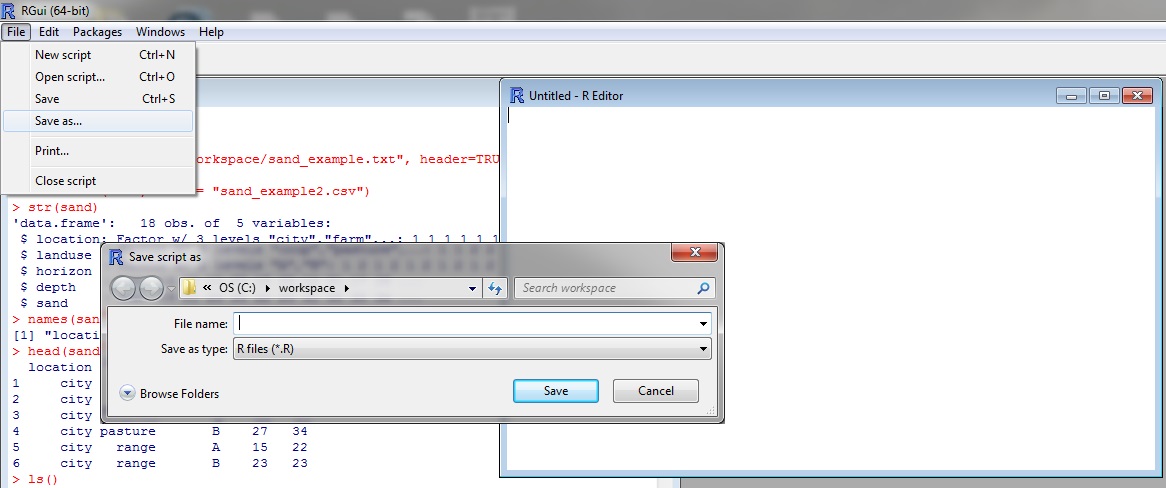 RGui (64-bit)
File Edit Packages Windows Help
New script Ctrl+N
Open script... Ctrl+O
Save Ctrl+S
Save as...
Print...
Close script
Untitled - R Editor
orkspace/sand_example.txt", header=TRU
= "sand_example2.csv")
> str(sand)
'data.frame': 18 obs. of 5 variables:
$ location: Factor w/ 3 levels "city","farm"...: 1 1 1 1 1 1
$ landuse
$ horizon
$ depth
$ sand
> names(san
[1] "locati
> head(sand
location
1 city
2 city
3 city
4 city pasture B 27 34
5 city range A 15 22
6 city range B 23 23
> ls()
Save script as
« OS (C:) workspace
Search workspace
File name:
Save as type: R files (*.R)
Browse Folders
Save Cancel